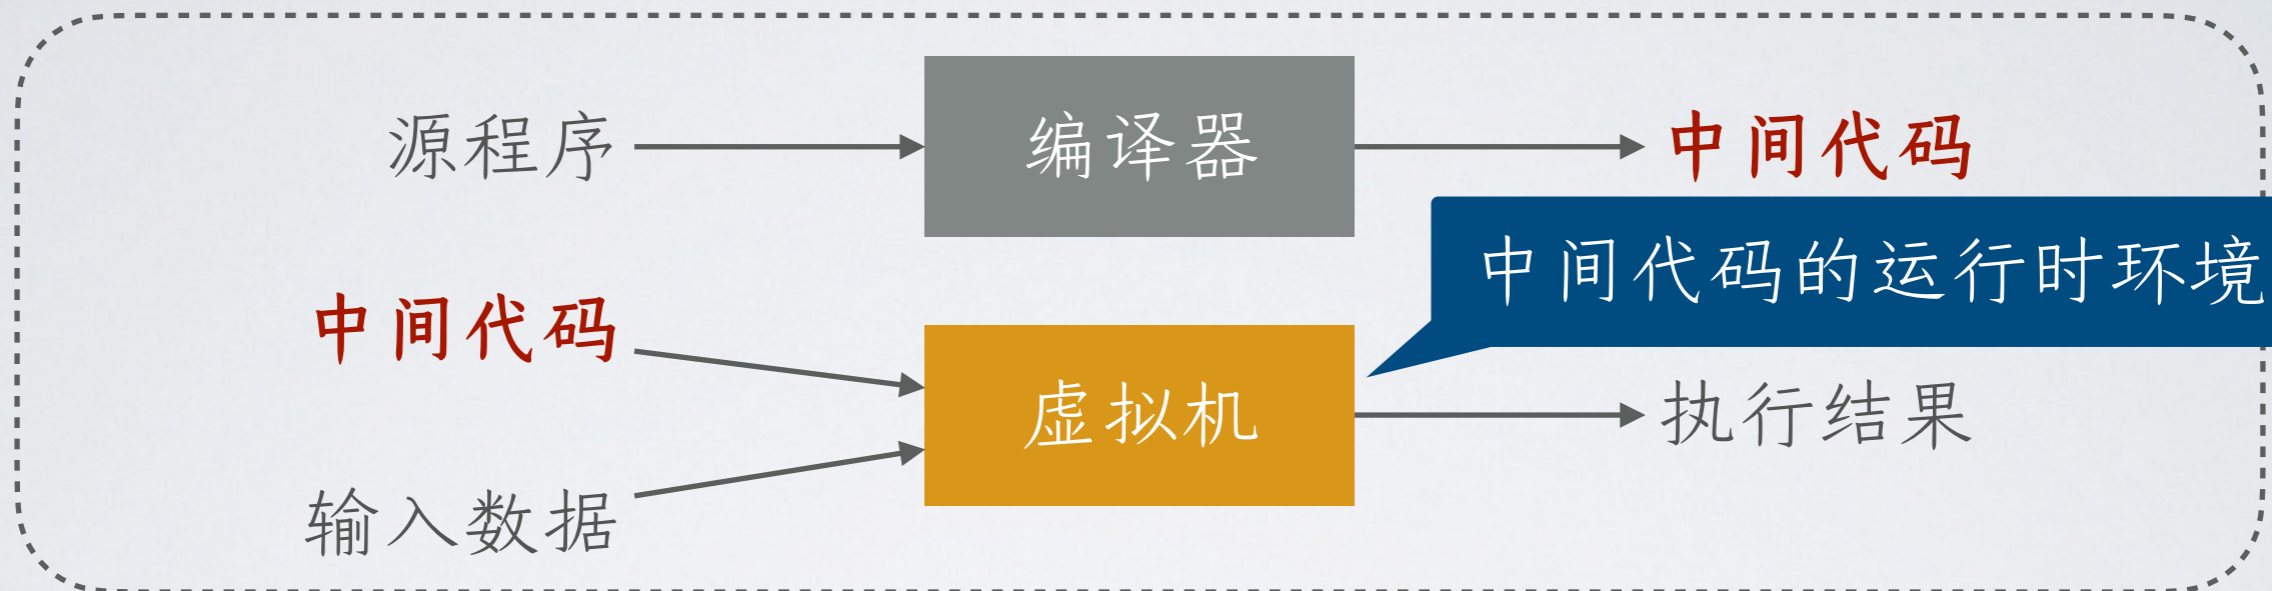 源程序
编译器
中间代码
中间代码的运行时环境
中间代码
虚拟机
执行结果
输入数据